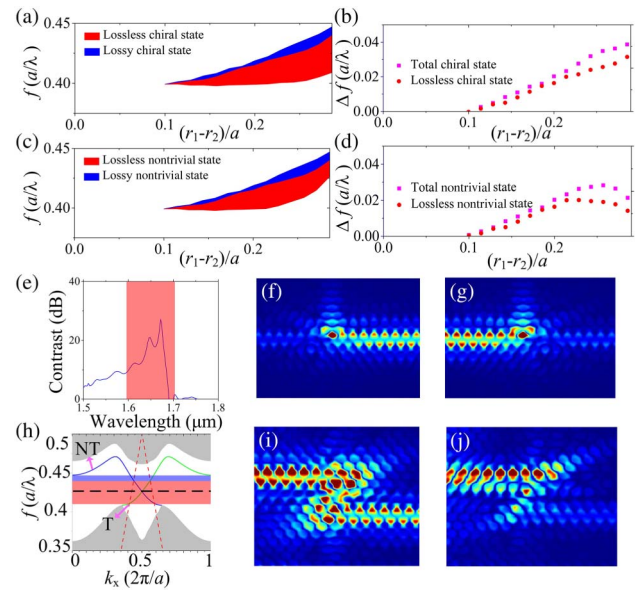 (a)
0.45
0.40
f (a/λ)
Lossless chiral state
Lossy chiral state
0.0
0.1
0.2
(r1-r2)/a
(b)
0.04
0.02
0.00
Δ f (a/λ)
Total chiral state
Lossless chiral state
0.0
0.1
0.2
(r1-r2)/a
(c)
0.45
0.40
f (a/λ)
Lossless nontrivial state
Lossy nontrivial state
0.0
0.1
0.2
(r1-r2)/a
(d)
0.04
0.02
0.00
Δ f (a/λ)
Total nontrivial state
Lossless nontrivial state
0.0
0.1
0.2
(r1-r2)/a
(e)
40
20
0
Contrast (dB)
1.5
1.6
1.7
1.8
Wavelength (μm)
(f)
(g)
(h)
0.5
0.45
0.4
0.35
f (a/λ)
NT
T
0
0.5
1
kx (2π/a)
(i)
(j)